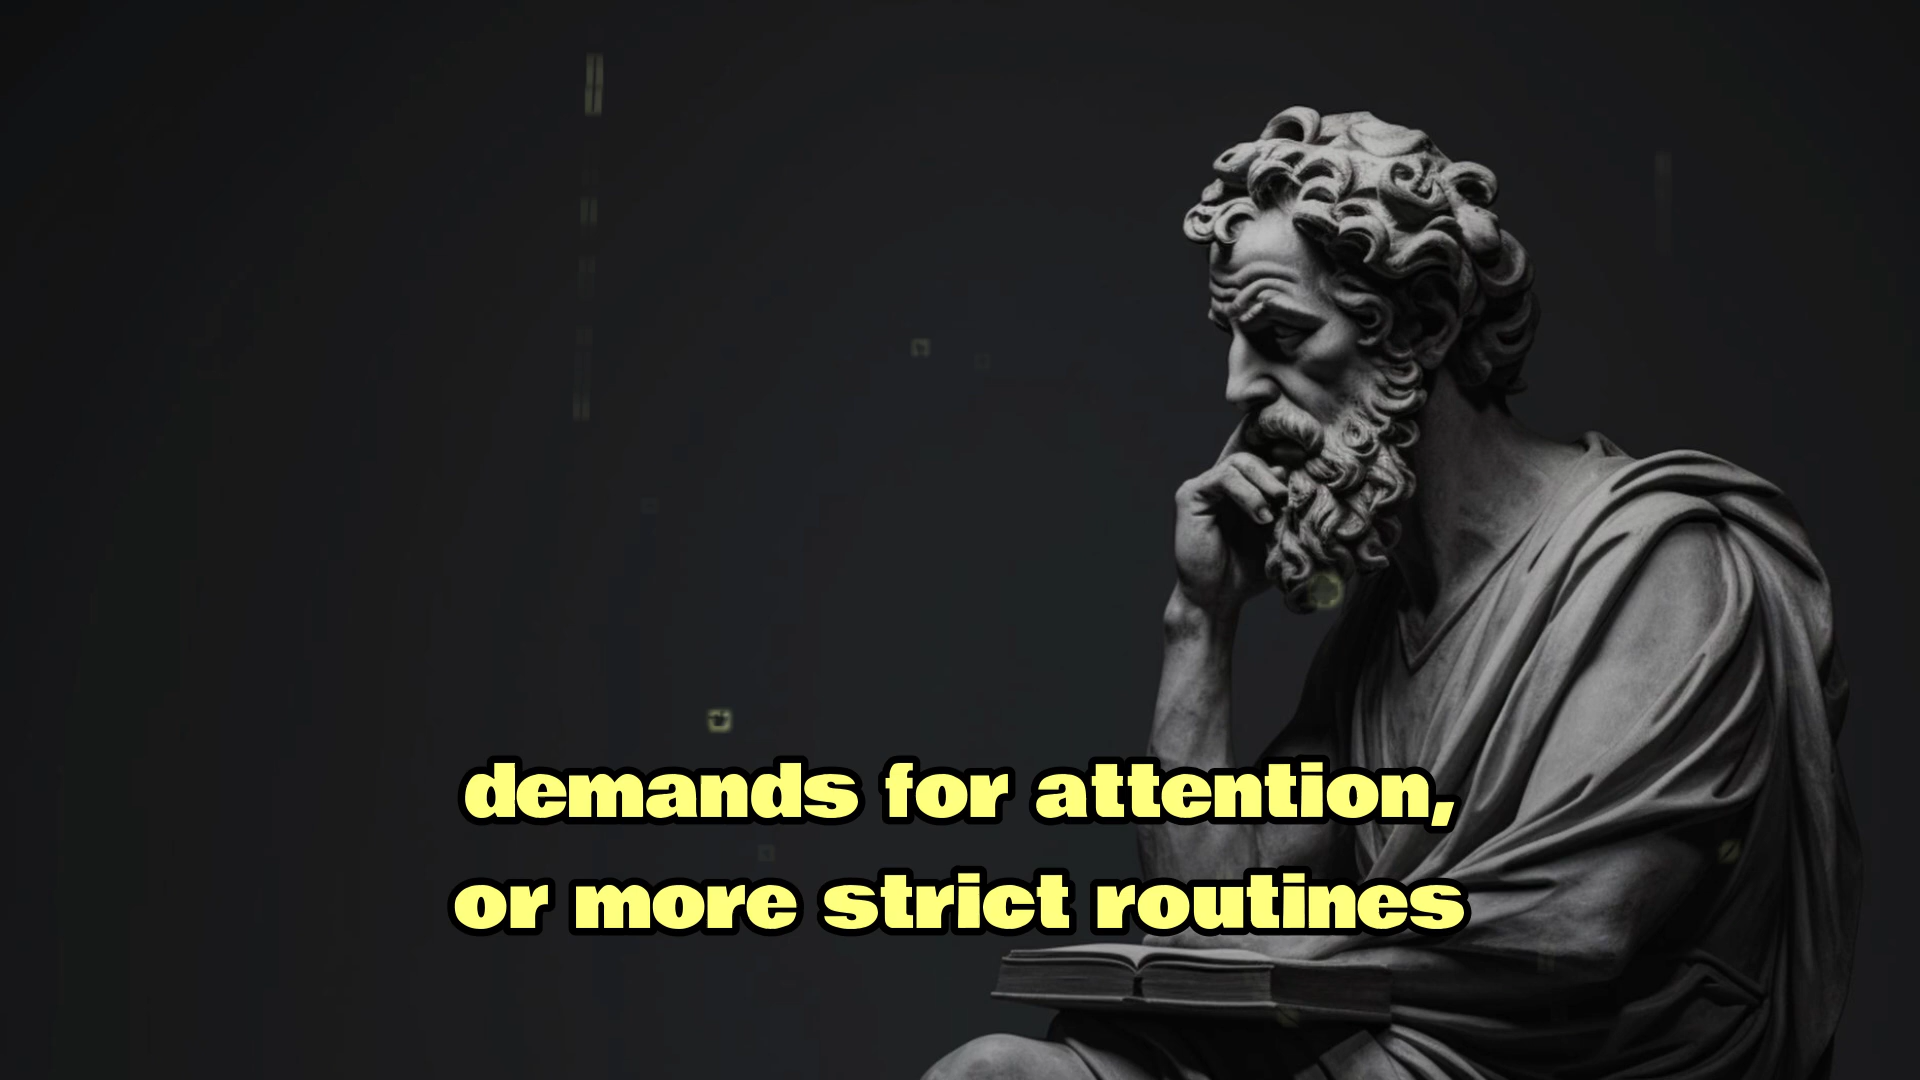 demands for attention,
or more strict routines